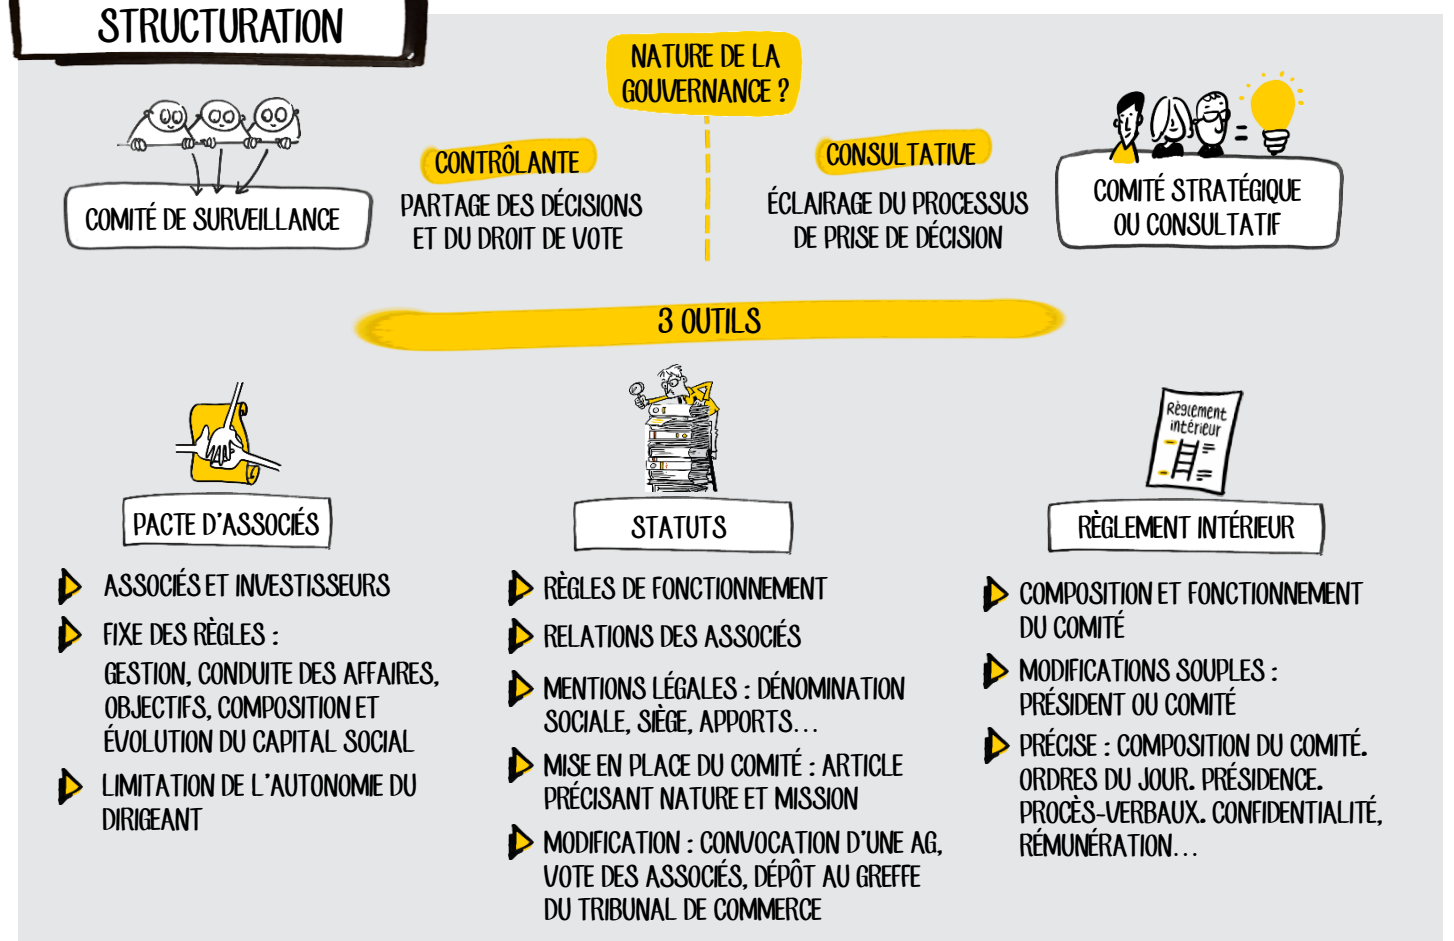 STRUCTURATION
NATURE DE LA
GOUVERNANCE ?
CONTRÔLANTE
PARTAGE DES DÉCISIONS
ET DU DROIT DE VOTE
COMITÉ DE SURVEILLANCE
CONSULTATIVE
ÉCLAIRAGE DU PROCESSUS
DE PRISE DE DÉCISION
=
COMITÉ STRATÉGIQUE
OU CONSULTATIF
3 OUTILS
PACTE D'ASSOCIÉS
ASSOCIÉS ET INVESTISSEURS
FIXE DES RÈGLES :
GESTION, CONDUITE DES AFFAIRES,
OBJECTIFS, COMPOSITION ET
ÉVOLUTION DU CAPITAL SOCIAL
LIMITATION DE L'AUTONOMIE DU
DIRIGEANT
STATUTS
RÈGLES DE FONCTIONNEMENT
RELATIONS DES ASSOCIÉS
MENTIONS LÉGALES : DÉNOMINATION
SOCIALE, SIÈGE, APPORTS...
MISE EN PLACE DU COMITÉ : ARTICLE
PRÉCISANT NATURE ET MISSION
MODIFICATION : CONVOCATION D'UNE AG,
VOTE DES ASSOCIÉS, DÉPÔT AU GREFFE
DU TRIBUNAL DE COMMERCE
Règlement
intérieur
RÈGLEMENT INTÉRIEUR
COMPOSITION ET FONCTIONNEMENT
DU COMITÉ
MODIFICATIONS SOUPLES :
PRÉSIDENT OU COMITÉ
PRÉCISE : COMPOSITION DU COMITÉ.
ORDRES DU JOUR. PRÉSIDENCE.
PROCÈS-VERBAUX. CONFIDENTIALITÉ,
RÉMUNÉRATION...